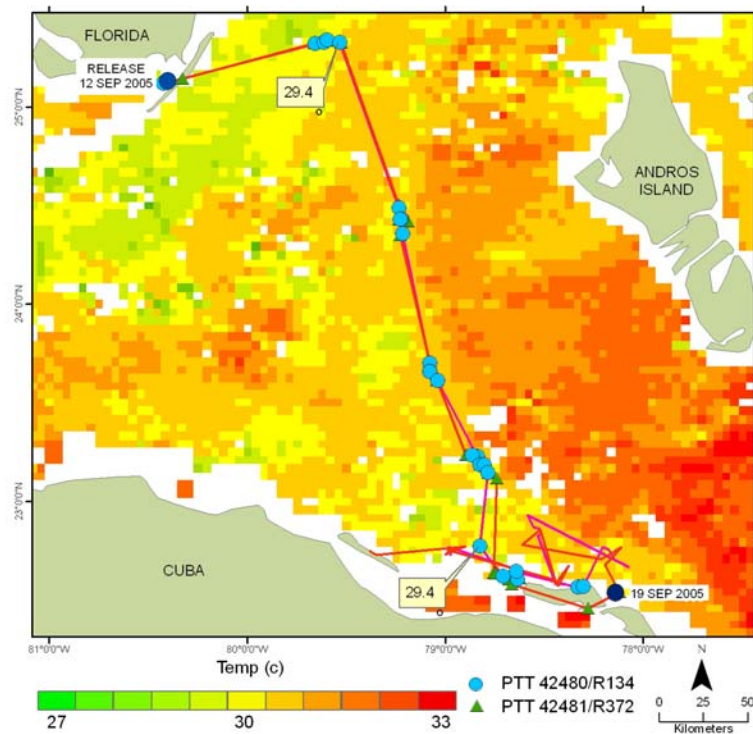 FLORIDA
RELEASE
12 SEP 2005
29.4
25°0'0"N
ANDROS
ISLAND
24°0'0"N
23°0'0"N
CUBA
29.4
19 SEP 2005
81°0'0"W
80°0'0"W
79°0'0"W
78°0'0"W
N
Temp (c)
27
30
33
PTT 42480/R134
PTT 42481/R372
0
25
50
Kilometers